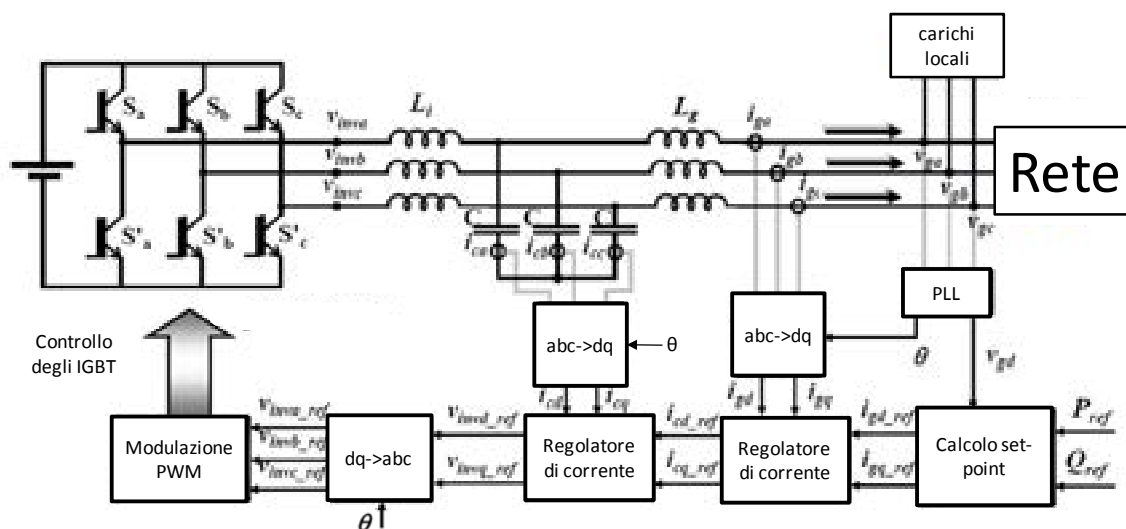 carichi
locali
S_a
S_b
S_c
v_inva
v_invb
v_invc
L_i
L_g
i_ga
i_gb
i_gc
v_ga
v_gb
v_gc
Rete
S'_a
S'_b
S'_c
C
C
C
i_ca
i_cb
i_cc
PLL
Controllo
degli IGBT
abc->dq
θ
abc->dq
θ
v_gd
i_cd
i_cq
i_gd
i_gq
Modulazione
PWM
v_inva_ref
v_invb_ref
v_invc_ref
dq->abc
θ
v_invd_ref
v_invq_ref
Regolatore
di corrente
i_cd_ref
i_cq_ref
Regolatore
di corrente
i_gd_ref
i_gq_ref
Calcolo set-
point
P_ref
Q_ref